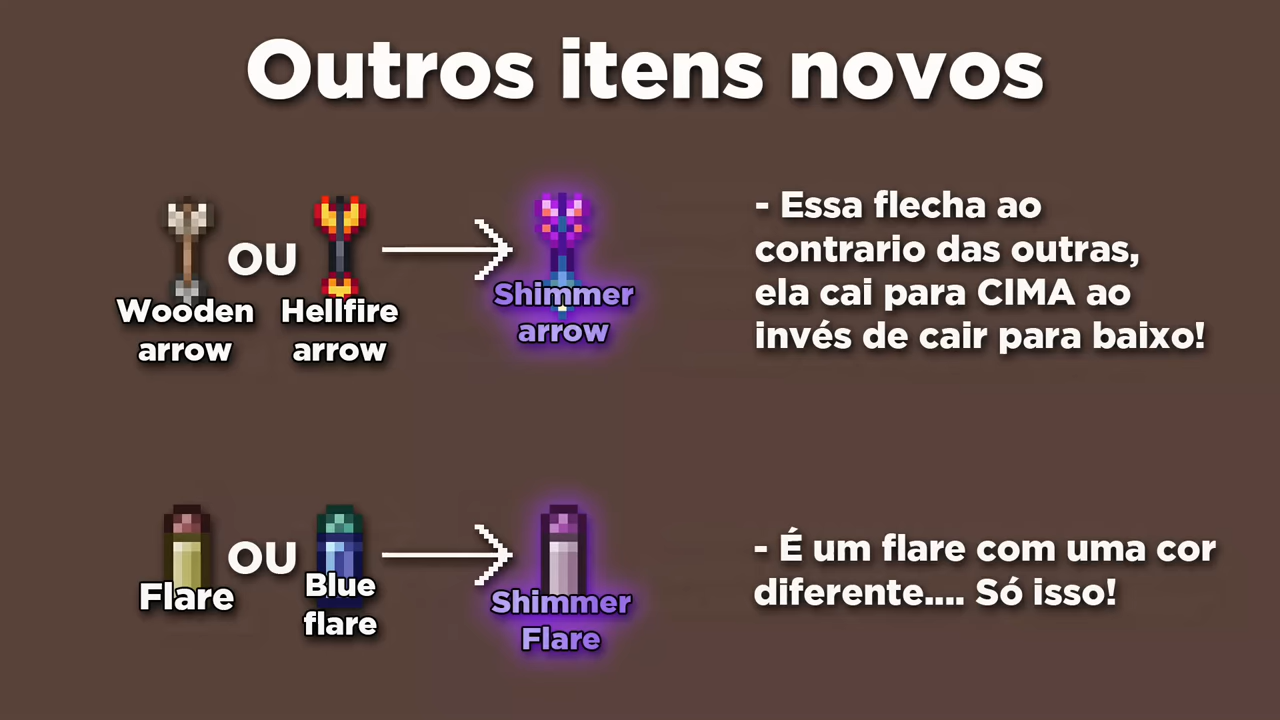 Outros itens novos
Wooden
arrow
OU
Hellfire
arrow
Shimmer
arrow
- Essa flecha ao
contrario das outras,
ela cai para CIMA ao
invés de cair para baixo!
Flare
OU
Blue
flare
Shimmer
Flare
- É um flare com uma cor
diferente.... Só isso!